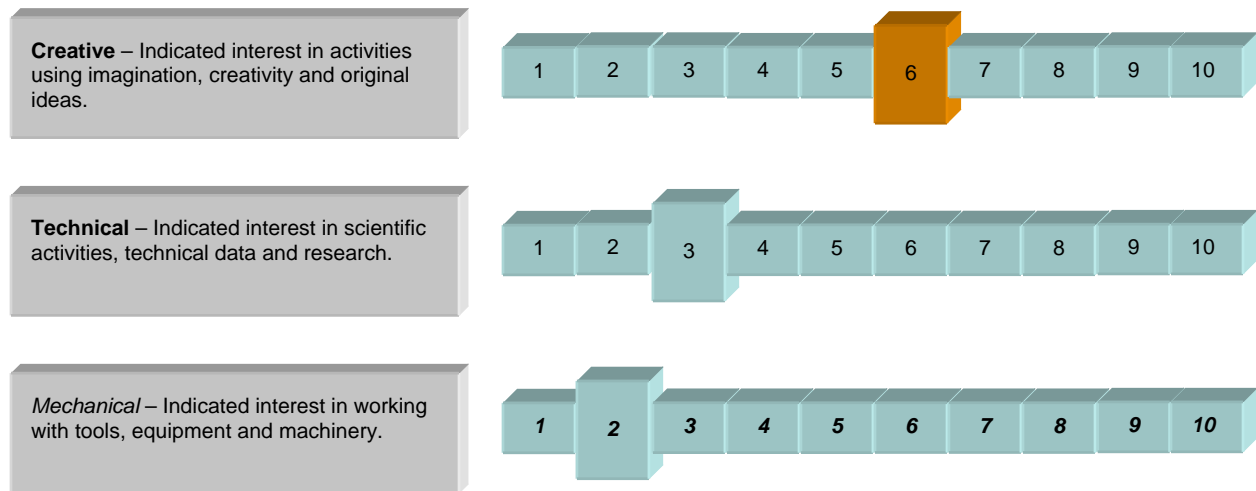 Creative – Indicated interest in activities
using imagination, creativity and original
ideas.
1 2 3 4 5 6 7 8 9 10
Technical – Indicated interest in scientific
activities, technical data and research.
1 2 3 4 5 6 7 8 9 10
Mechanical – Indicated interest in working
with tools, equipment and machinery.
1 2 3 4 5 6 7 8 9 10